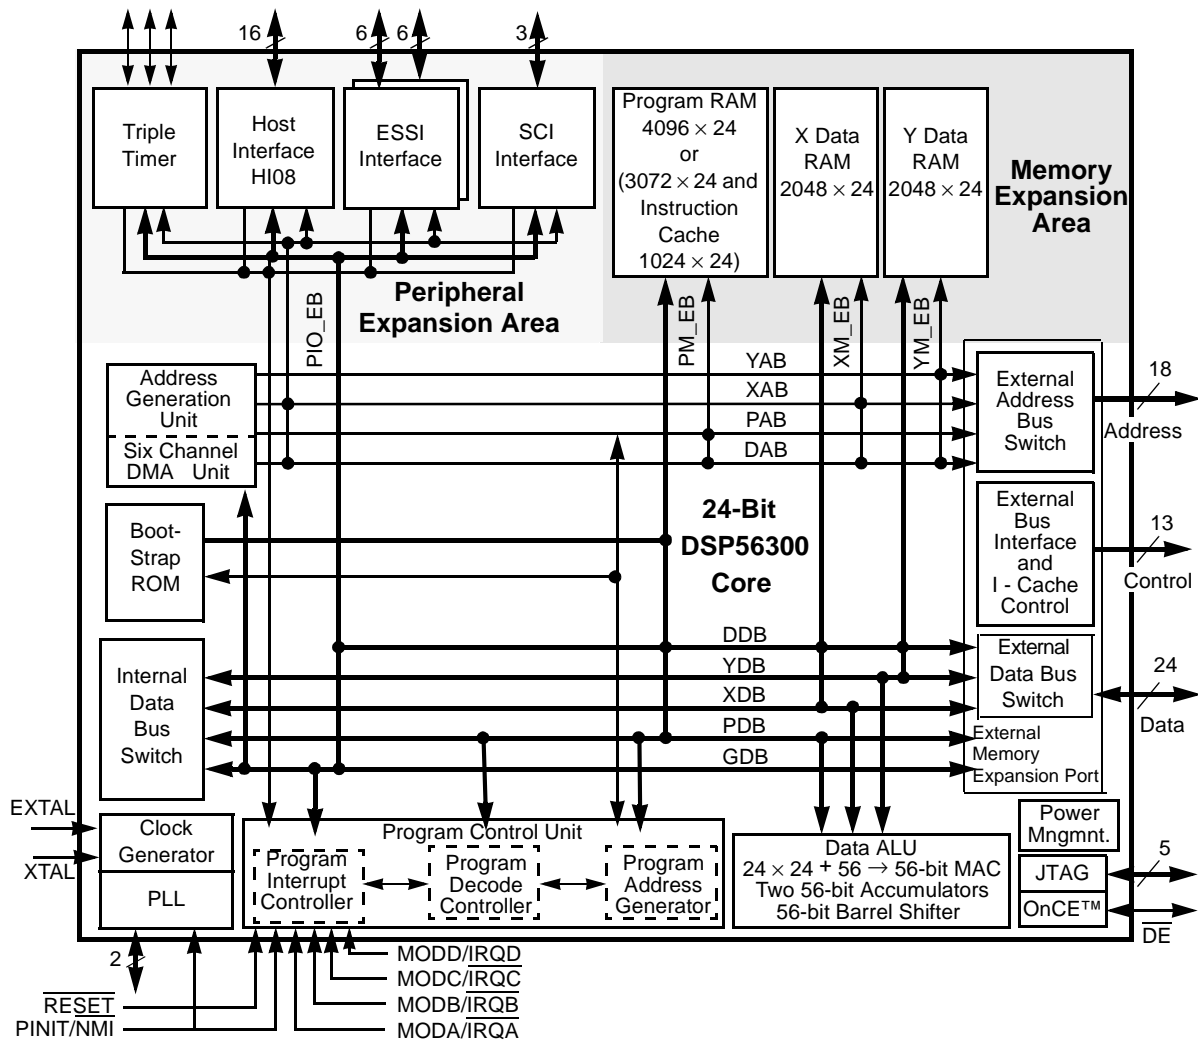 16
6
6
3
Triple
Timer
Host
Interface
HI08
ESSI
Interface
SCI
Interface
Program RAM
4096 × 24
or
(3072 × 24 and
Instruction
Cache
1024 × 24)
X Data
RAM
2048 × 24
Y Data
RAM
2048 × 24
Memory
Expansion
Area
Peripheral
Expansion Area
PIO_EB
PM_EB
XM_EB
YM_EB
Address
Generation
Unit
Six Channel
DMA Unit
YAB
XAB
PAB
DAB
External
Address
Bus
Switch
18
Address
Boot-
Strap
ROM
24-Bit
DSP56300
Core
External
Bus
Interface
and
I - Cache
Control
13
Control
Internal
Data
Bus
Switch
DDB
YDB
XDB
PDB
GDB
External
Data Bus
Switch
24
Data
External
Memory
Expansion Port
EXTAL
XTAL
Clock
Generator
PLL
2
Program Control Unit
Program
Interrupt
Controller
Program
Decode
Controller
Program
Address
Generator
Data ALU
24 × 24 + 56 → 56-bit MAC
Two 56-bit Accumulators
56-bit Barrel Shifter
Power
Mngmnt.
JTAG
OnCE™
5
DE
RESET
PINIT/NMI
MODD/IRQD
MODC/IRQC
MODB/IRQB
MODA/IRQA